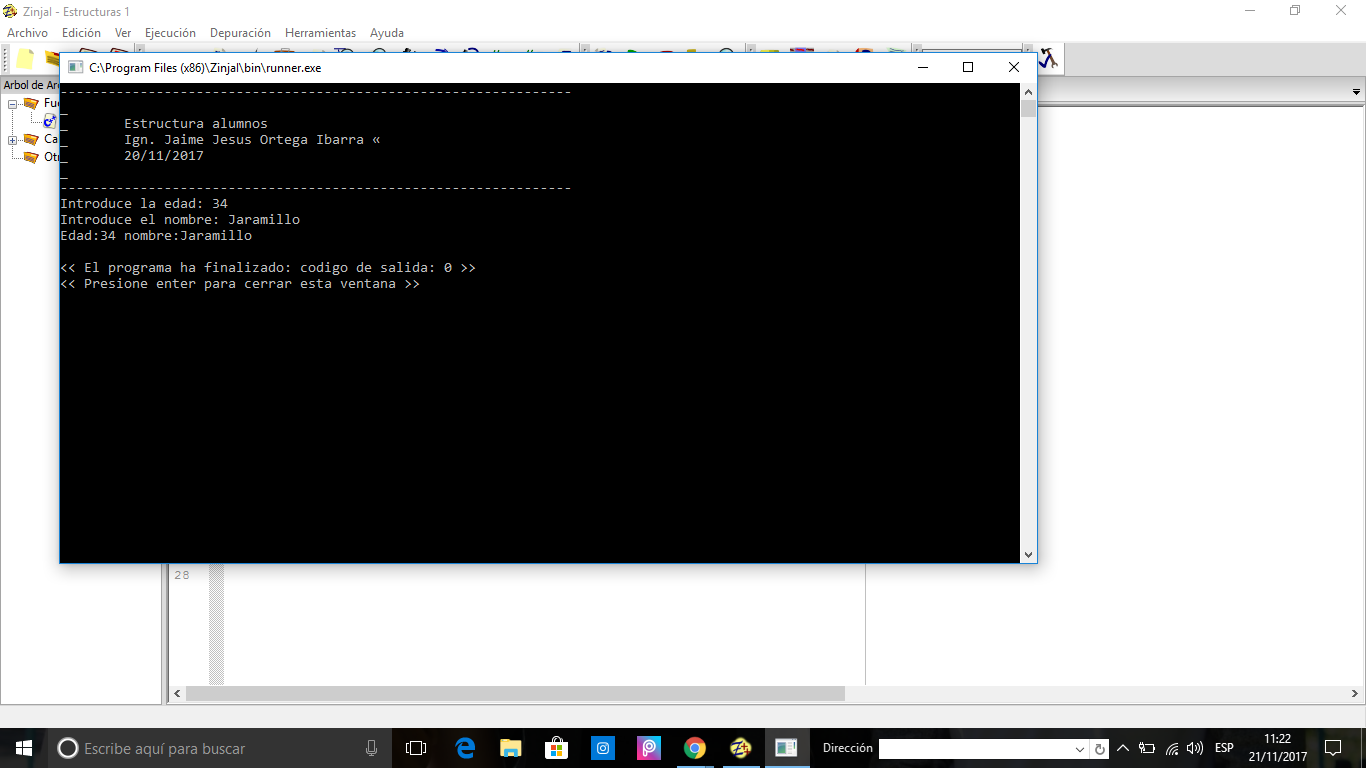 Zinjal - Estructuras 1
Archivo Edición Ver Ejecución Depuración Herramientas Ayuda
C:\Program Files (x86)\Zinjal\bin\runner.exe
Arbol de Ar
Fue
Ca
Otr
----------------------------------------------------------------
_
_ Estructura alumnos
_ Ign. Jaime Jesus Ortega Ibarra «
_ 20/11/2017
_
----------------------------------------------------------------
Introduce la edad: 34
Introduce el nombre: Jaramillo
Edad:34 nombre:Jaramillo
<< El programa ha finalizado: codigo de salida: 0 >>
<< Presione enter para cerrar esta ventana >>
28
Escribe aquí para buscar
Dirección
ESP
11:22
21/11/2017